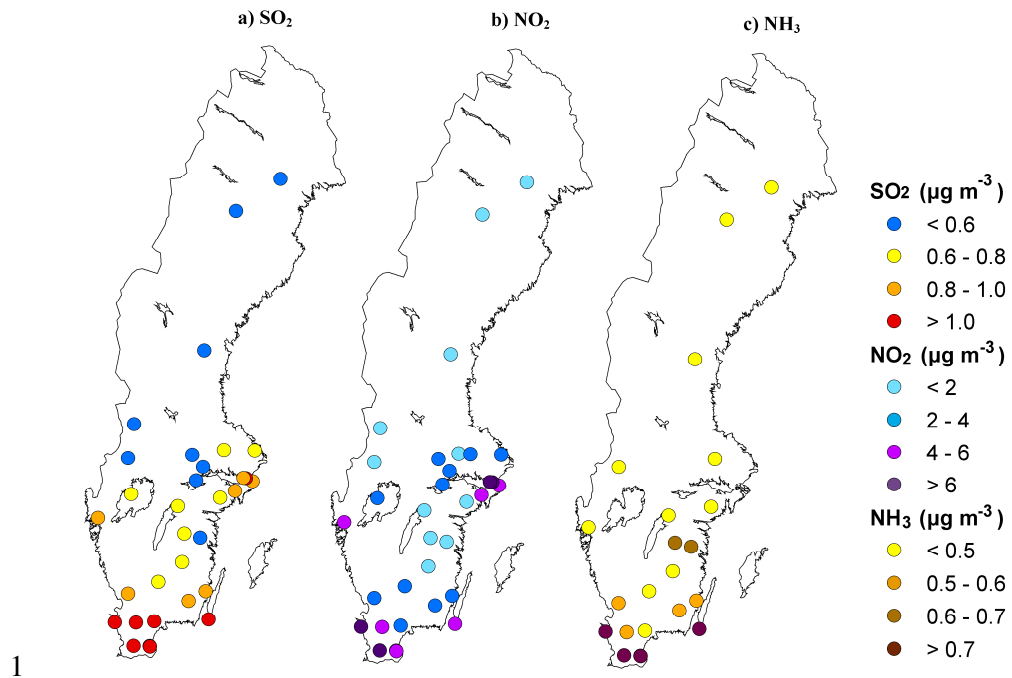 a) SO₂
b) NO₂
c) NH₃
SO₂ (µg m⁻³)
< 0.6
0.6 - 0.8
0.8 - 1.0
> 1.0
NO₂ (µg m⁻³)
< 2
2 - 4
4 - 6
> 6
NH₃ (µg m⁻³)
< 0.5
0.5 - 0.6
0.6 - 0.7
> 0.7
1